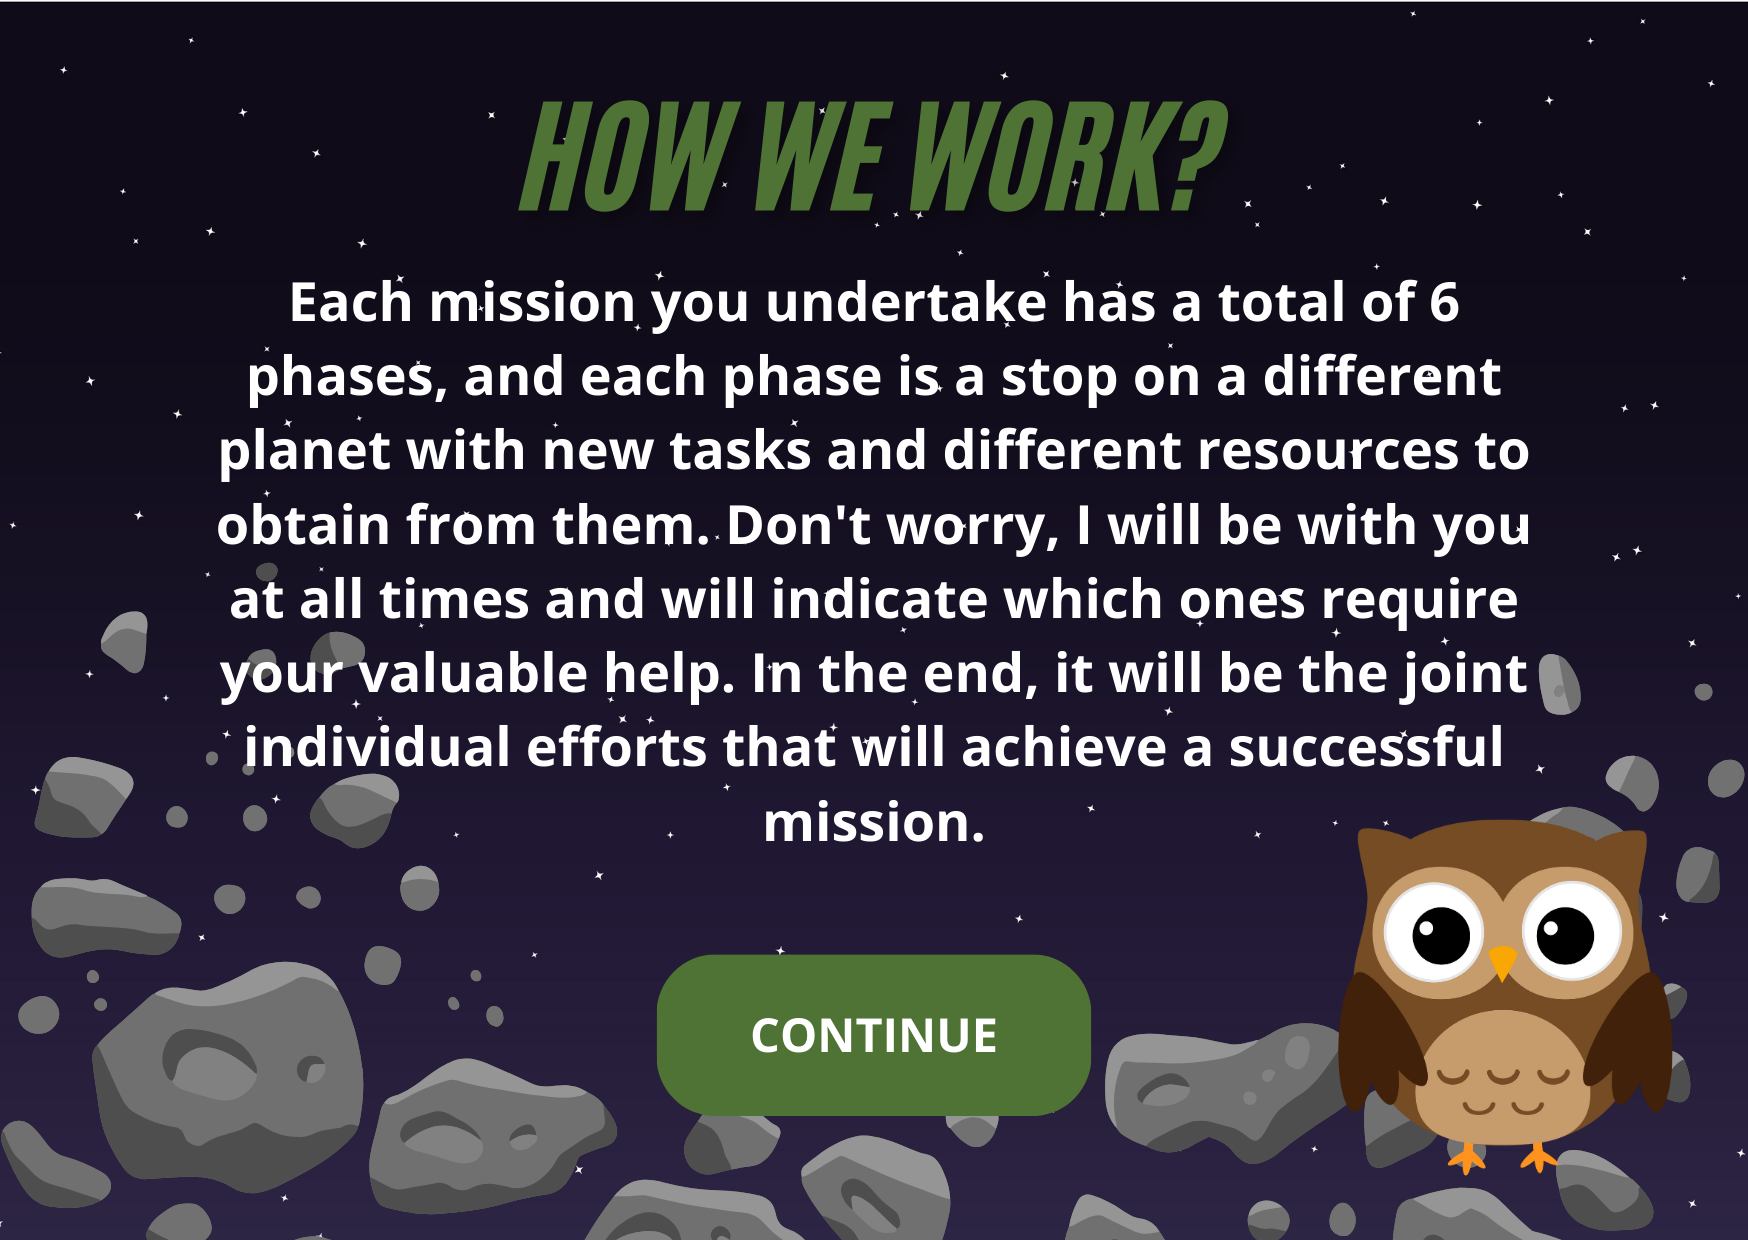 HOW WE WORK?
Each mission you undertake has a total of 6
phases, and each phase is a stop on a different
planet with new tasks and different resources to
obtain from them. Don't worry, I will be with you
at all times and will indicate which ones require
your valuable help. In the end, it will be the joint
individual efforts that will achieve a successful
mission.
CONTINUE